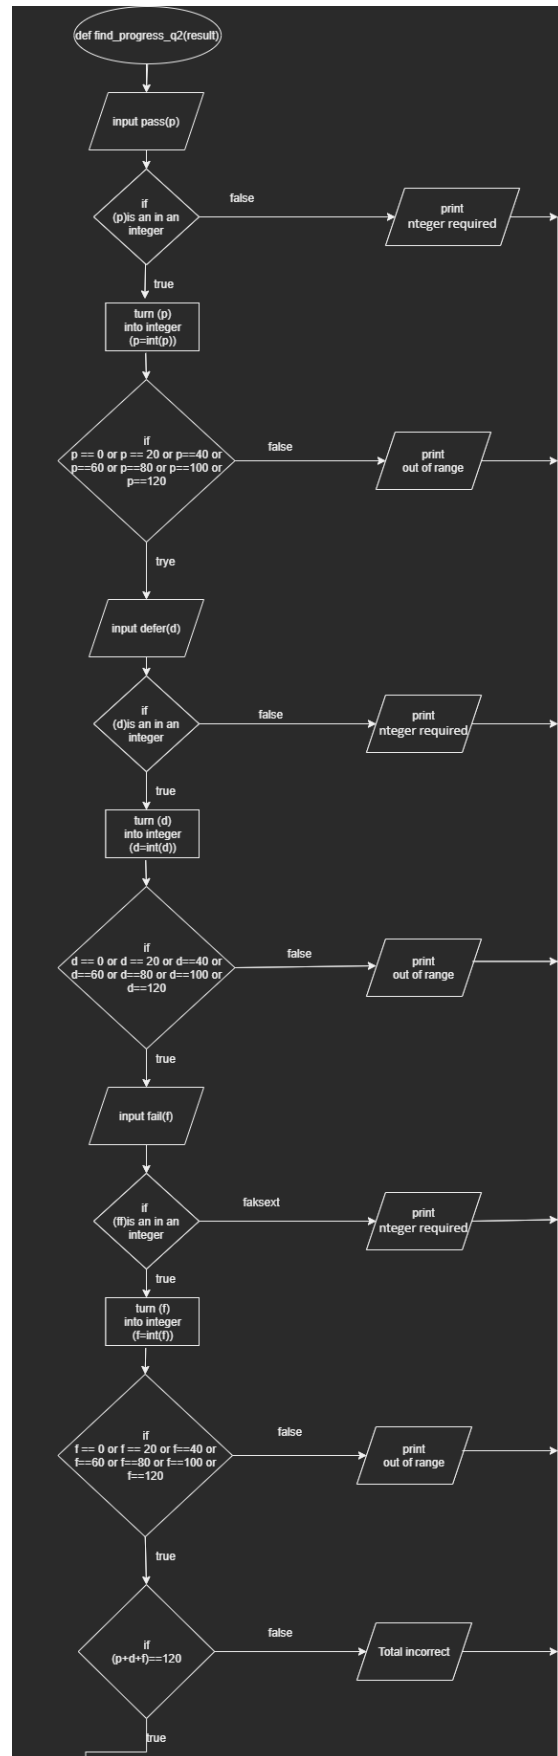 def find_progress_q2(result)
input pass(p)
if
(p)is an in an
integer
false
print
nteger required
true
turn (p)
into integer
(p=int(p))
if
p == 0 or p == 20 or p==40 or
p==60 or p==80 or p==100 or
p==120
false
print
out of range
trye
input defer(d)
if
(d)is an in an
integer
false
print
nteger required
true
turn (d)
into integer
(d=int(d))
if
d == 0 or d == 20 or d==40 or
d==60 or d==80 or d==100 or
d==120
false
print
out of range
true
input fail(f)
if
(ff)is an in an
integer
faksext
print
nteger required
true
turn (f)
into integer
(f=int(f))
if
f == 0 or f == 20 or f==40 or
f==60 or f==80 or f==100 or
f==120
false
print
out of range
true
if
(p+d+f)==120
false
Total incorrect
true